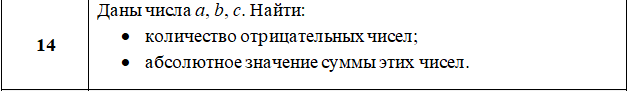 Даны числа a, b, c. Найти:
14
• количество отрицательных чисел;
• абсолютное значение суммы этих чисел.